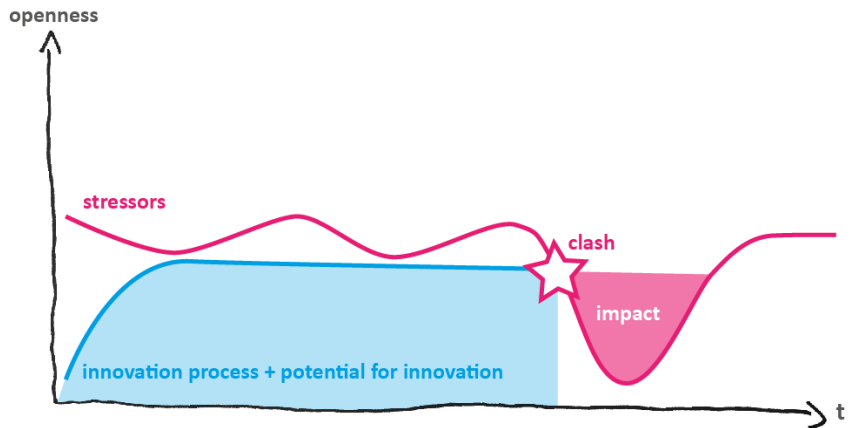 openness
stressors
clash
impact
innovation process + potential for innovation
t